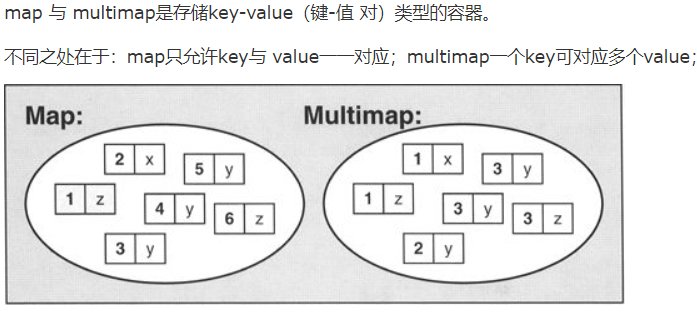 map 与 multimap是存储key-value（键-值 对）类型的容器。
不同之处在于：map只允许key与 value一一对应；multimap一个key可对应多个value；
Map: Multimap:
2 x 5 y 1 x 3 y
1 z 4 y 6 z 1 z 3 y 3 z
3 y 2 y